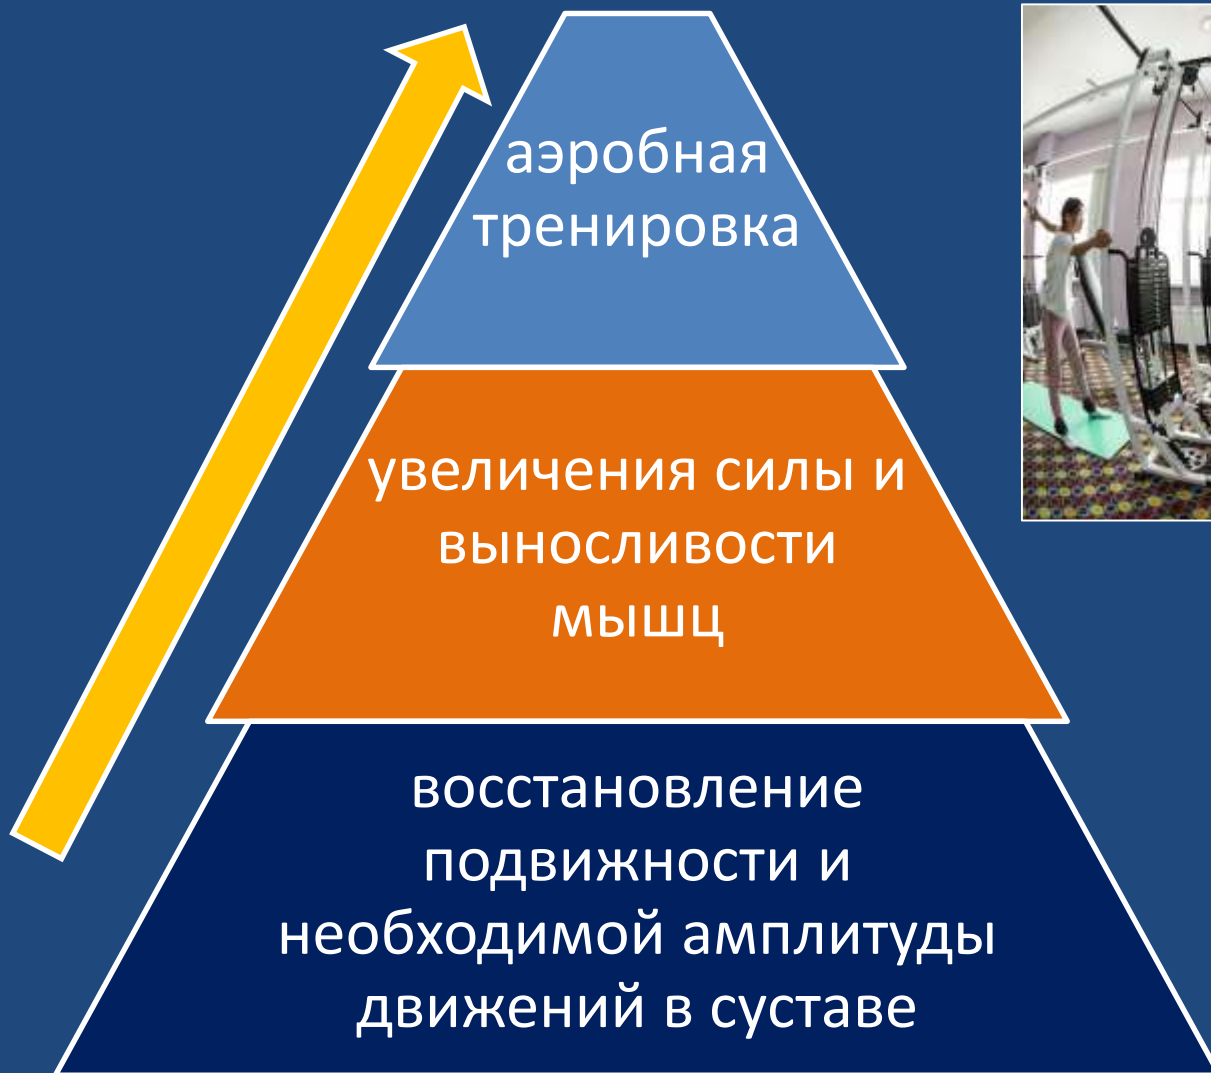 аэробная
тренировка
увеличения силы и
выносливости
мышц
восстановление
подвижности и
необходимой амплитуды
движений в суставе